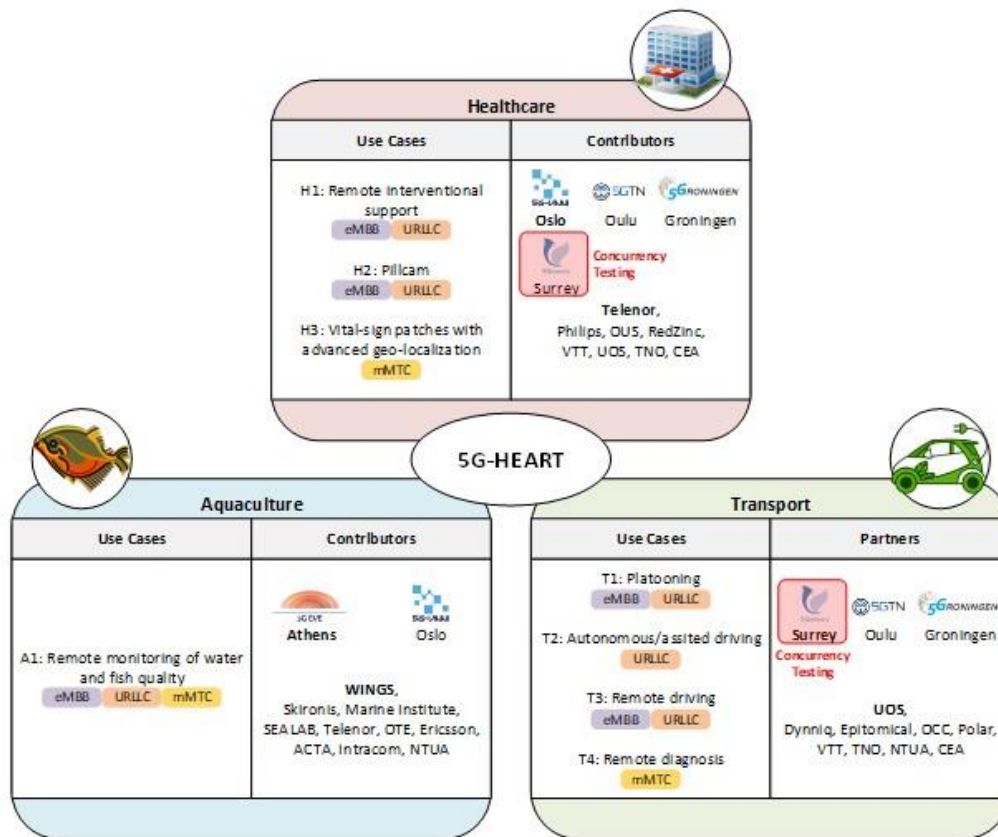 Healthcare
Use Cases
Contributors
H1: Remote interventional
support
eMBB URLLC
H2: Pillcam
eMBB URLLC
H3: Vital-sign patches with
advanced geo-localization
mMTC
5GTN
5GRONINGEN
Oslo
Oulu
Groningen
Concurrency
Testing
Surrey
Telenor,
Philips, OUS, RedZinc,
VTT, UOS, TNO, CEA
5G-HEART
Aquaculture
Use Cases
Contributors
A1: Remote monitoring of water
and fish quality
eMBB URLLC mMTC
5G EVE
Athens
Oslo
WINGS,
Skironis, Marine Institute,
SEALAB, Telenor, OTE, Ericsson,
ACTA, Intracom, NTUA
Transport
Use Cases
Partners
T1: Platooning
eMBB URLLC
T2: Autonomous/assited driving
URLLC
T3: Remote driving
eMBB URLLC
T4: Remote diagnosis
mMTC
5GTN
5GRONINGEN
Surrey
Oulu
Groningen
Concurrency
Testing
UOS,
Dynniq, Epitomical, OCC, Polar,
VTT, TNO, NTUA, CEA